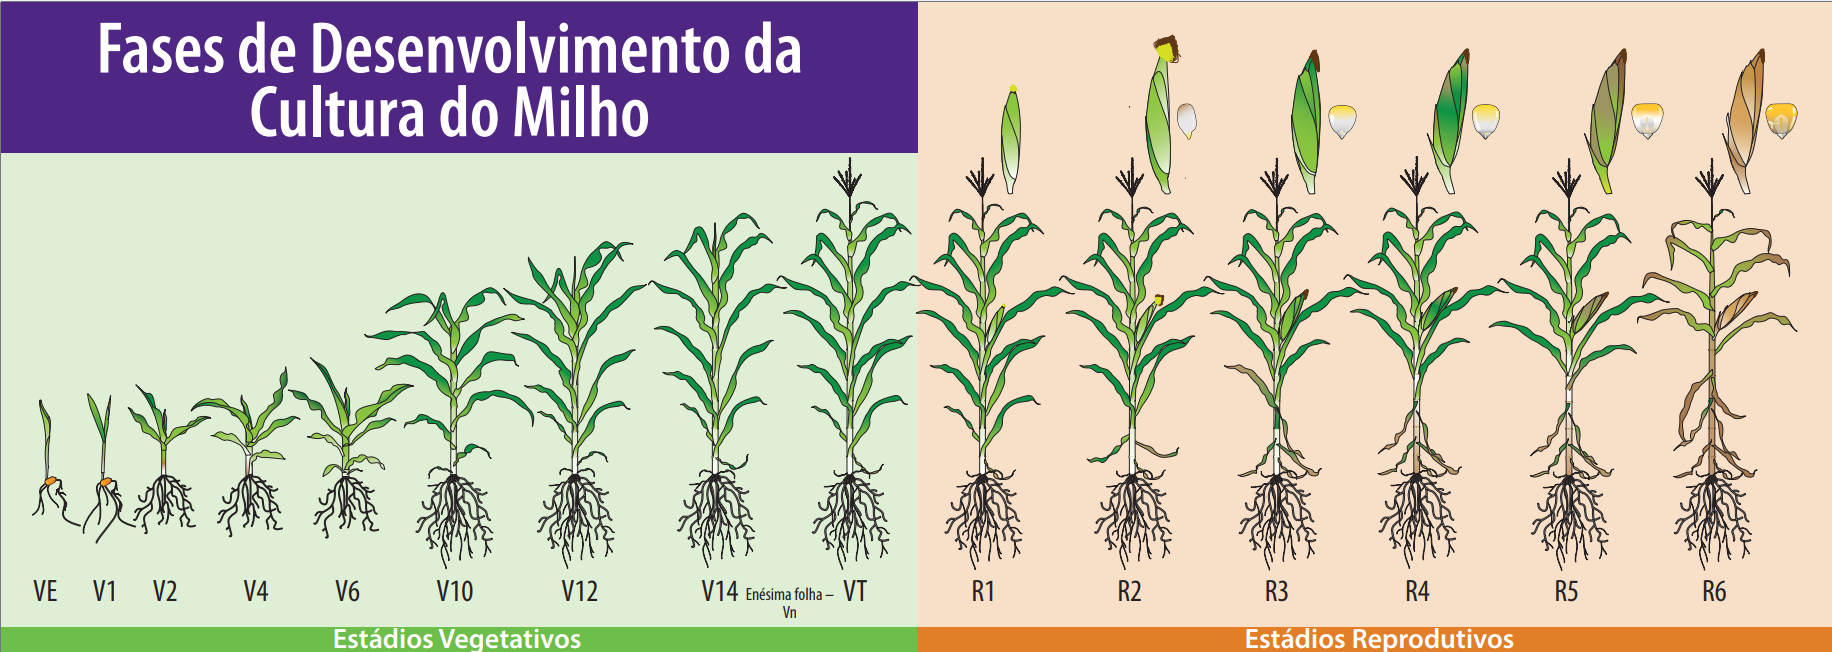 Fases de Desenvolvimento da
Cultura do Milho
VE V1 V2 V4 V6 V10 V12 V14 Enésima folha – VT R1 R2 R3 R4 R5 R6
Vn
Estádios Vegetativos
Estádios Reprodutivos